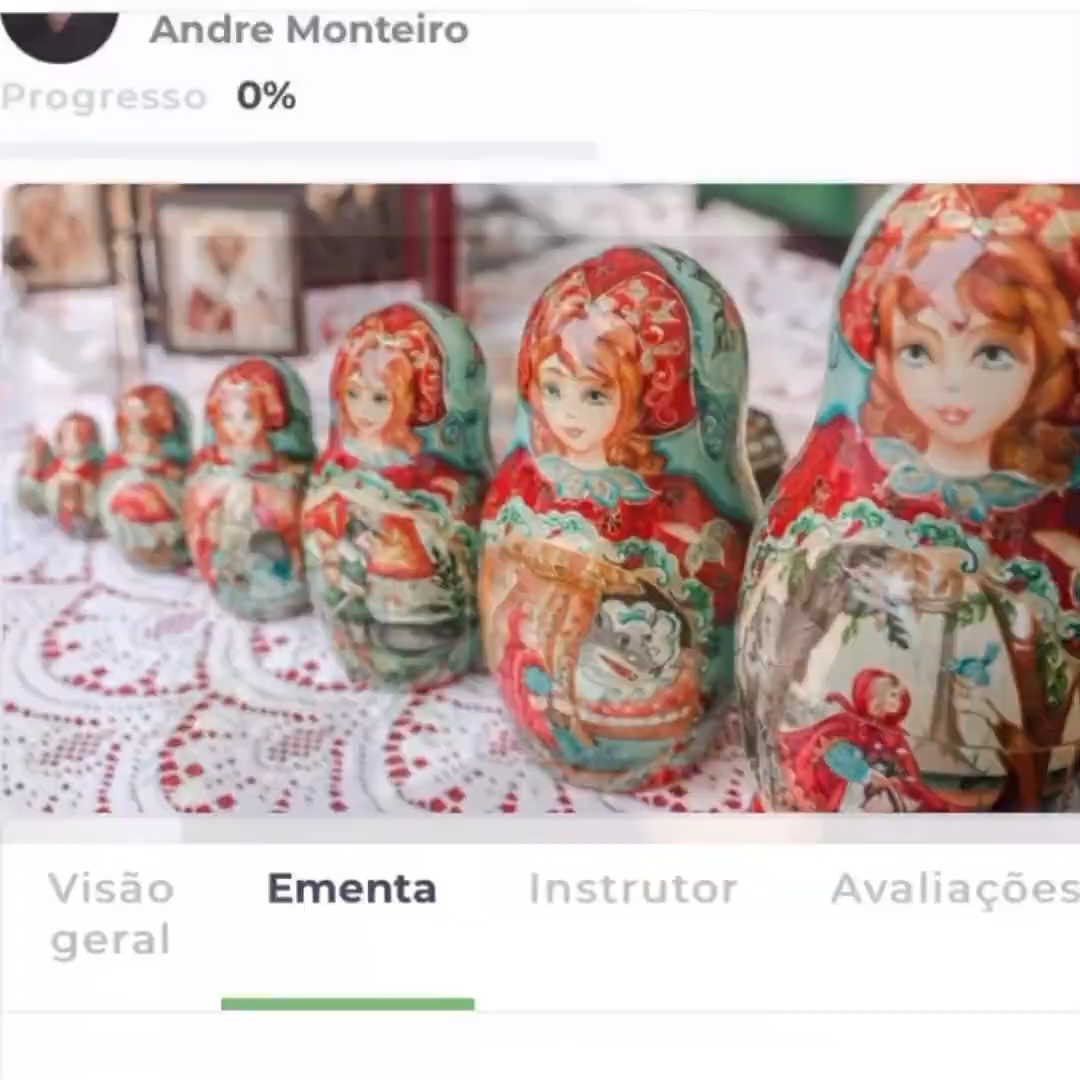 Andre Monteiro
Progresso 0%
Visão geral
Ementa
Instrutor
Avaliações